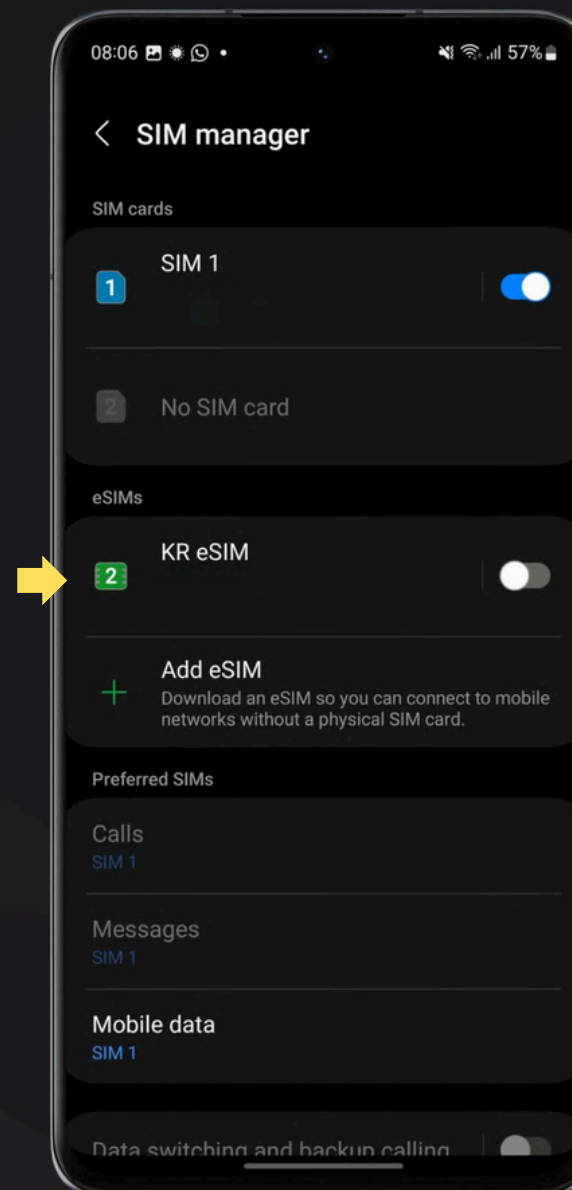 08:06
57%
SIM manager
SIM cards
1
SIM 1
2
No SIM card
eSIMs
2
KR eSIM
Add eSIM
Download an eSIM so you can connect to mobile
networks without a physical SIM card.
Preferred SIMs
Calls
SIM 1
Messages
SIM 1
Mobile data
SIM 1
Data switching and backup calling